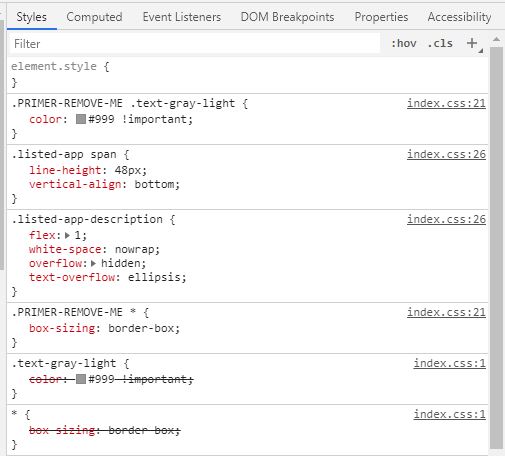 Styles Computed Event Listeners DOM Breakpoints Properties Accessibility
Filter :hov .cls +
element.style {
}
.PRIMER-REMOVE-ME .text-gray-light { index.css:21
color: #999 !important;
}
.listed-app span { index.css:26
line-height: 48px;
vertical-align: bottom;
}
.listed-app-description { index.css:26
flex: 1;
white-space: nowrap;
overflow: hidden;
text-overflow: ellipsis;
}
.PRIMER-REMOVE-ME * { index.css:21
box-sizing: border-box;
}
.text-gray-light { index.css:1
color: #999 !important;
}
* { index.css:1
box-sizing: border-box;
}